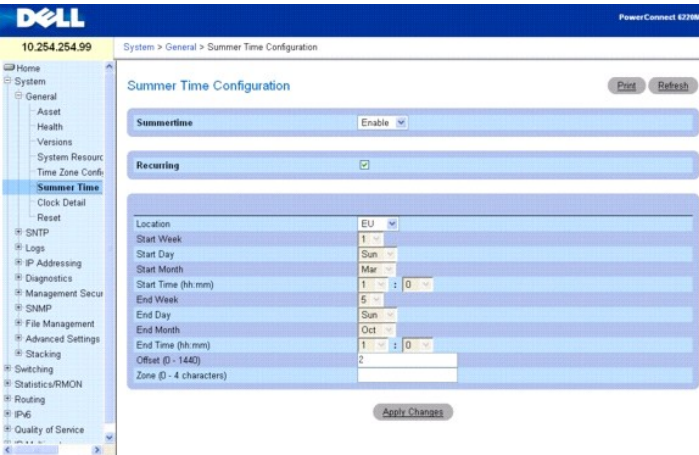 DELL
PowerConnect 6220M
10.254.254.99
System > General > Summer Time Configuration
Home
System
General
Asset
Health
Versions
System Resourc
Time Zone Confi
Summer Time
Clock Detail
Reset
SNTP
Logs
IP Addressing
Diagnostics
Management Secur
SNMP
File Management
Advanced Settings
Stacking
Switching
Statistics/RMON
Routing
IPv6
Quality of Service
Summer Time Configuration
Print Refresh
Summertime Enable
Recurring
Location EU
Start Week 1
Start Day Sun
Start Month Mar
Start Time (hh:mm) 1 : 0
End Week 5
End Day Sun
End Month Oct
End Time (hh:mm) 1 : 0
Offset (0 - 1440) 2
Zone (0 - 4 characters)
Apply Changes